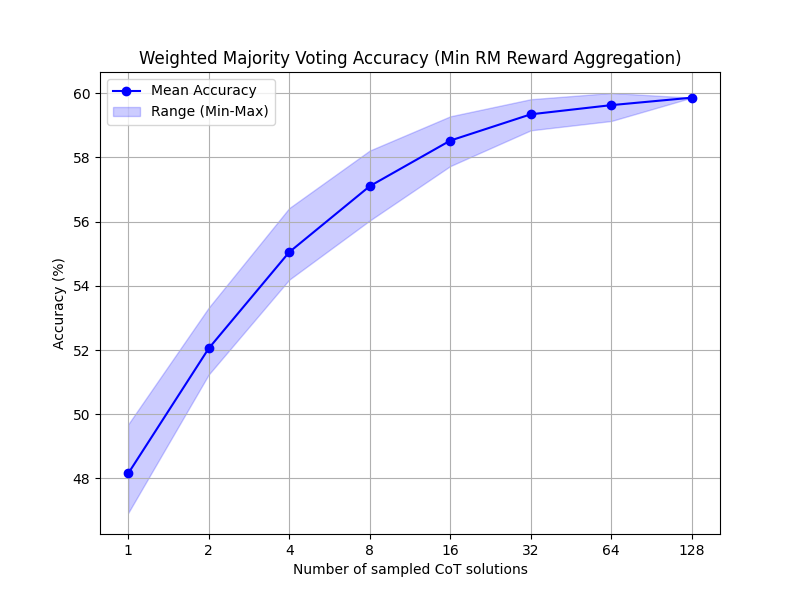 Weighted Majority Voting Accuracy (Min RM Reward Aggregation)
Mean Accuracy
Range (Min-Max)
60
58
56
54
52
50
48
Accuracy (%)
1 2 4 8 16 32 64 128
Number of sampled CoT solutions